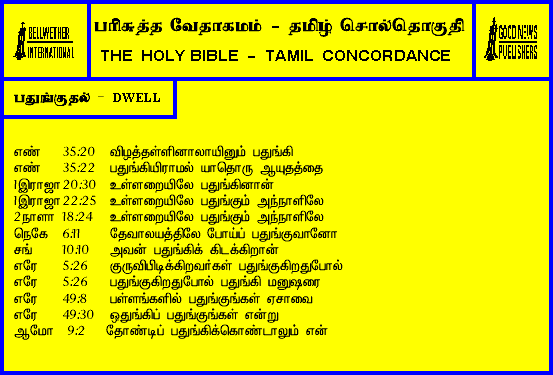 BELLWETHER
INTERNATIONAL
பரிசுத்த வேதாகமம் - தமிழ் சொல்தொகுதி
THE HOLY BIBLE - TAMIL CONCORDANCE
GOOD NEWS
PUBLISHERS
பதுங்குதல் - DWELL
எண் 35:20 விழத்தள்ளினாலாயினும் பதுங்கி
எண் 35:22 பதுங்கியிராமல் யாதொரு ஆயுதத்தை
1இராஜா 20:30 உள்ளறையிலே பதுங்கினான்
1இராஜா 22:25 உள்ளறையிலே பதுங்கும் அந்நாளிலே
2நாளா 18:24 உள்ளறையிலே பதுங்கும் அந்நாளிலே
நெகே 6:11 தேவாலயத்திலே போய்ப் பதுங்குவானோ
சங் 10:10 அவன் பதுங்கிக் கிடக்கிறான்
எரே 5:26 குருவிபிடிக்கிறவர்கள் பதுங்குகிறதுபோல்
எரே 5:26 பதுங்குகிறதுபோல் பதுங்கி மனுஷரை
எரே 49:8 பள்ளங்களில் பதுங்குங்கள் ஏசாவை
எரே 49:30 ஒதுங்கிப் பதுங்குங்கள் என்று
ஆமோ 9:2 தோண்டிப் பதுங்கிக்கொண்டாலும் என்